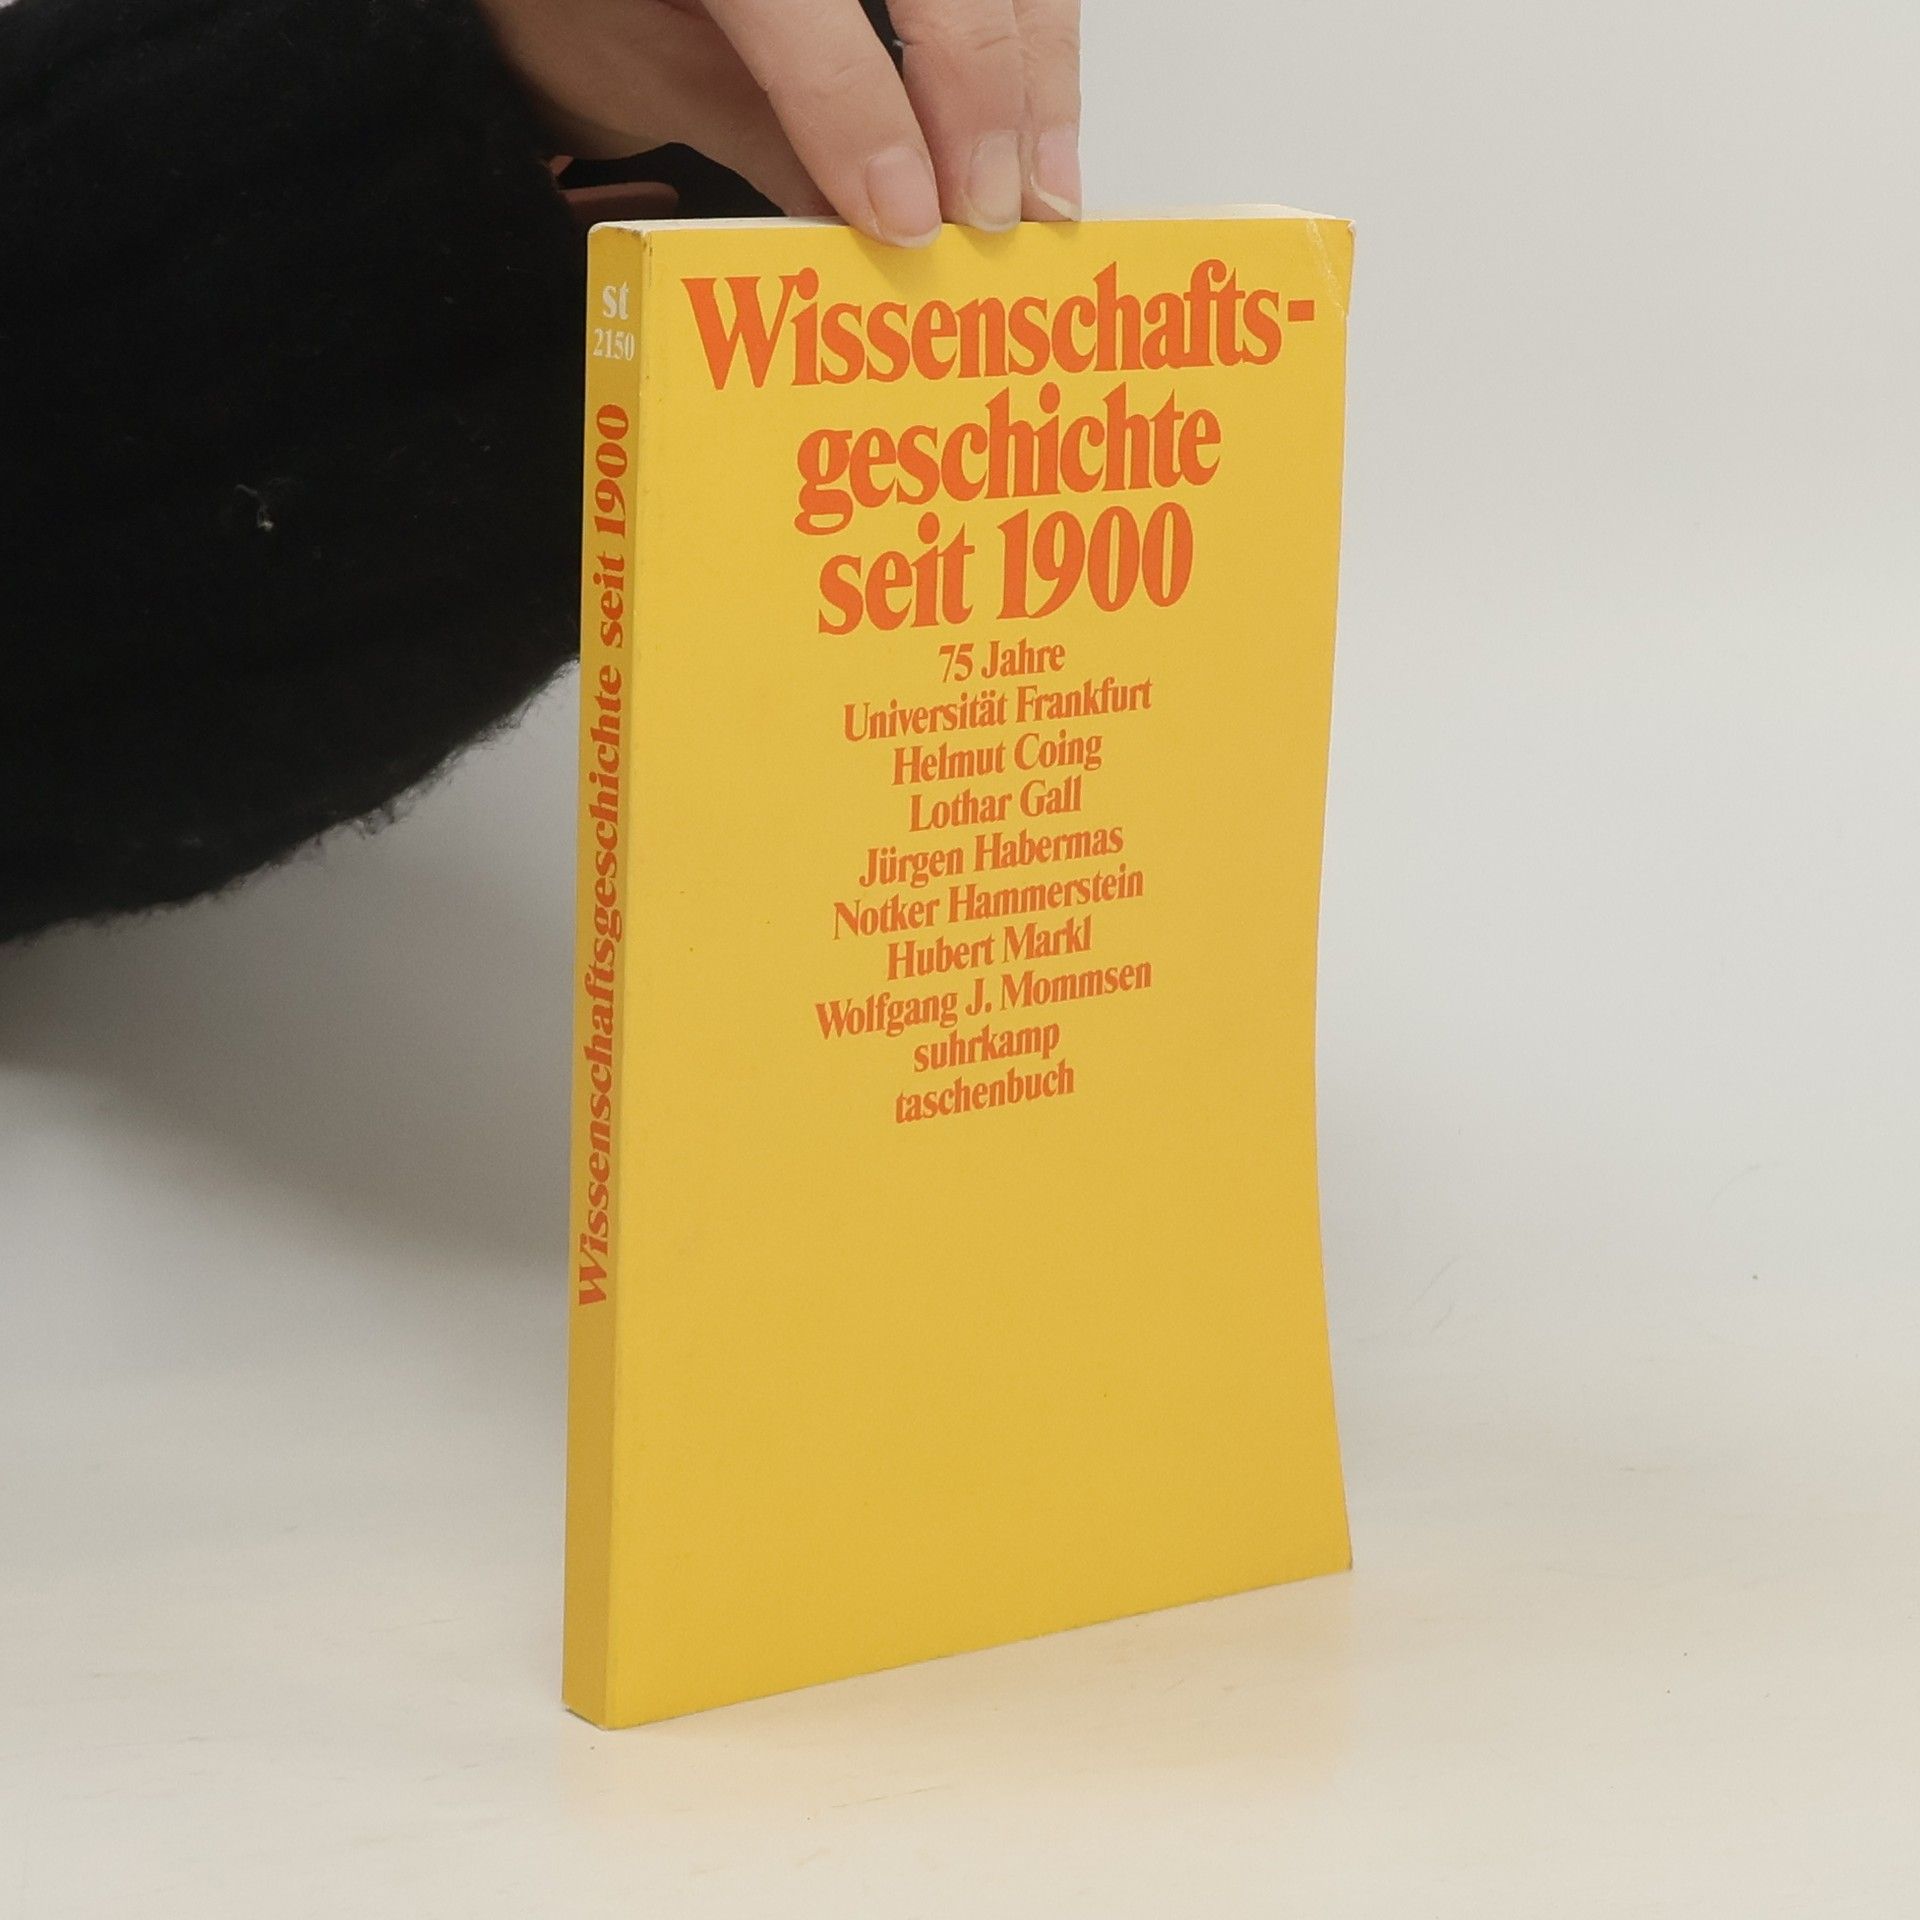 st
2150
Wissenschaftsgeschichte seit 1900
Wissenschafts-
geschichte
seit 1900
75 Jahre
Universität Frankfurt
Helmut Coing
Lothar Gall
Jürgen Habermas
Notker Hammerstein
Hubert Markl
Wolfgang J. Mommsen
suhrkamp
taschenbuch